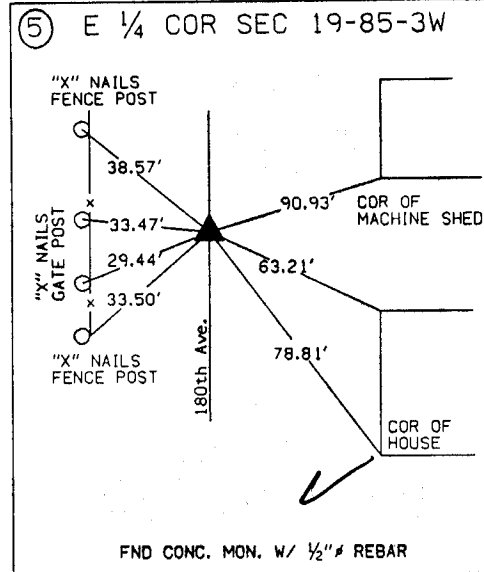 5 E 1/4 COR SEC 19-85-3W
"X" NAILS
FENCE POST
38.57'
90.93'
COR OF
MACHINE SHED
33.47'
"X" NAILS
GATE POST
29.44'
63.21'
33.50'
78.81'
"X" NAILS
FENCE POST
180th Ave.
COR OF
HOUSE
FND CONC. MON. W/ 1/2"ø REBAR